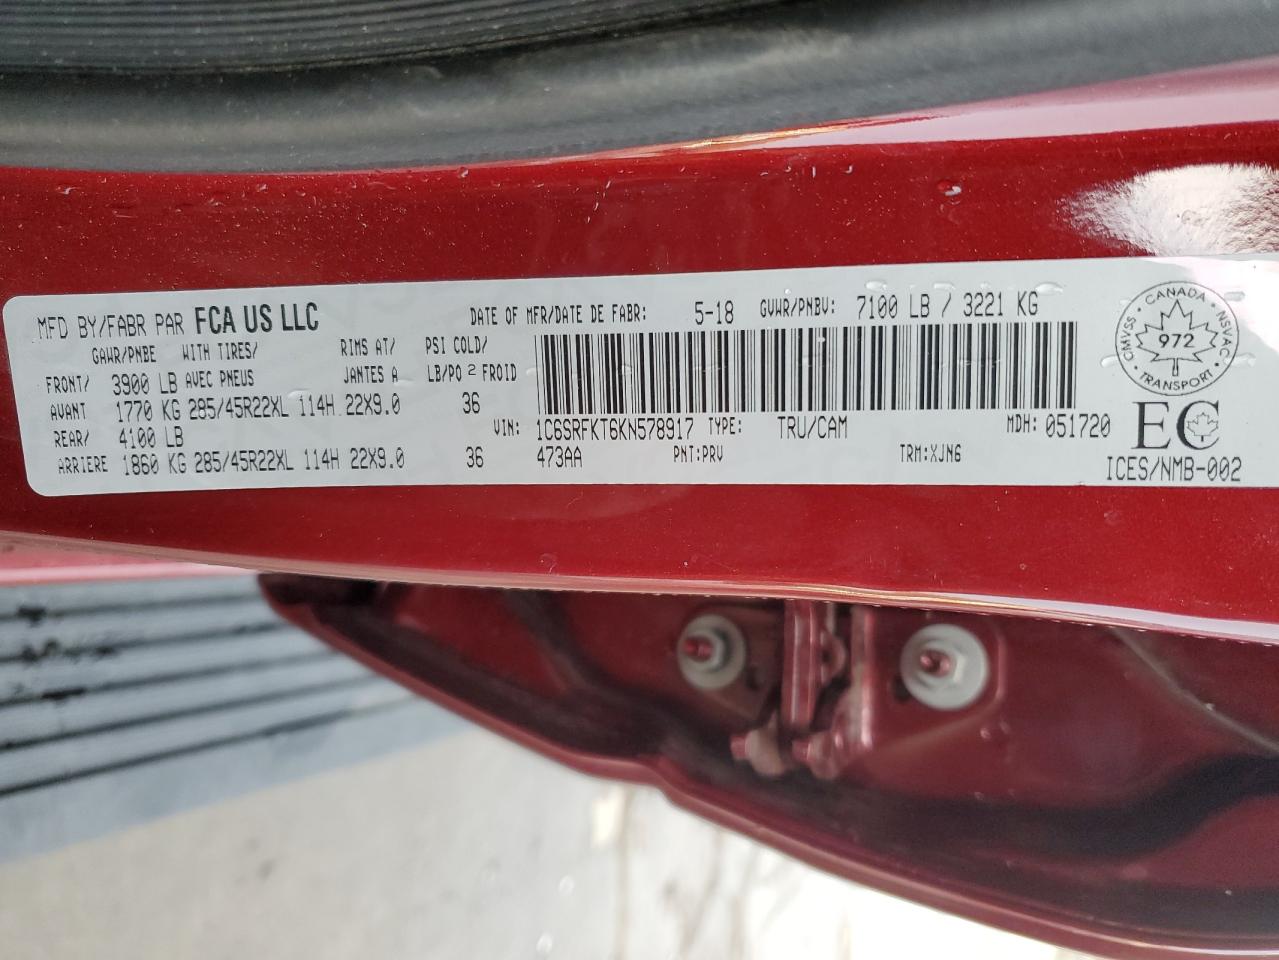 MFD BY/FABR PAR FCA US LLC DATE OF MFR/DATE DE FABR: 5-18 GVWR/PNBV: 7100 LB / 3221 KG
GAWR/PNBE WITH TIRES/ RIMS AT/ PSI COLD/
FRONT/ 3900 LB AVEC PNEUS JANTES A LB/PO 2 FROID
AVANT 1770 KG 285/45R22XL 114H 22X9.0 36
REAR/ 4100 LB VIN: 1C6SRFKT6KN578917 TYPE: TRU/CAM MDH: 051720
ARRIERE 1860 KG 285/45R22XL 114H 22X9.0 36 473AA PNT:PRV TRM:XJN6
CANADA
CMVSS 972 NSVAC
TRANSPORT
EC
ICES/NMB-002